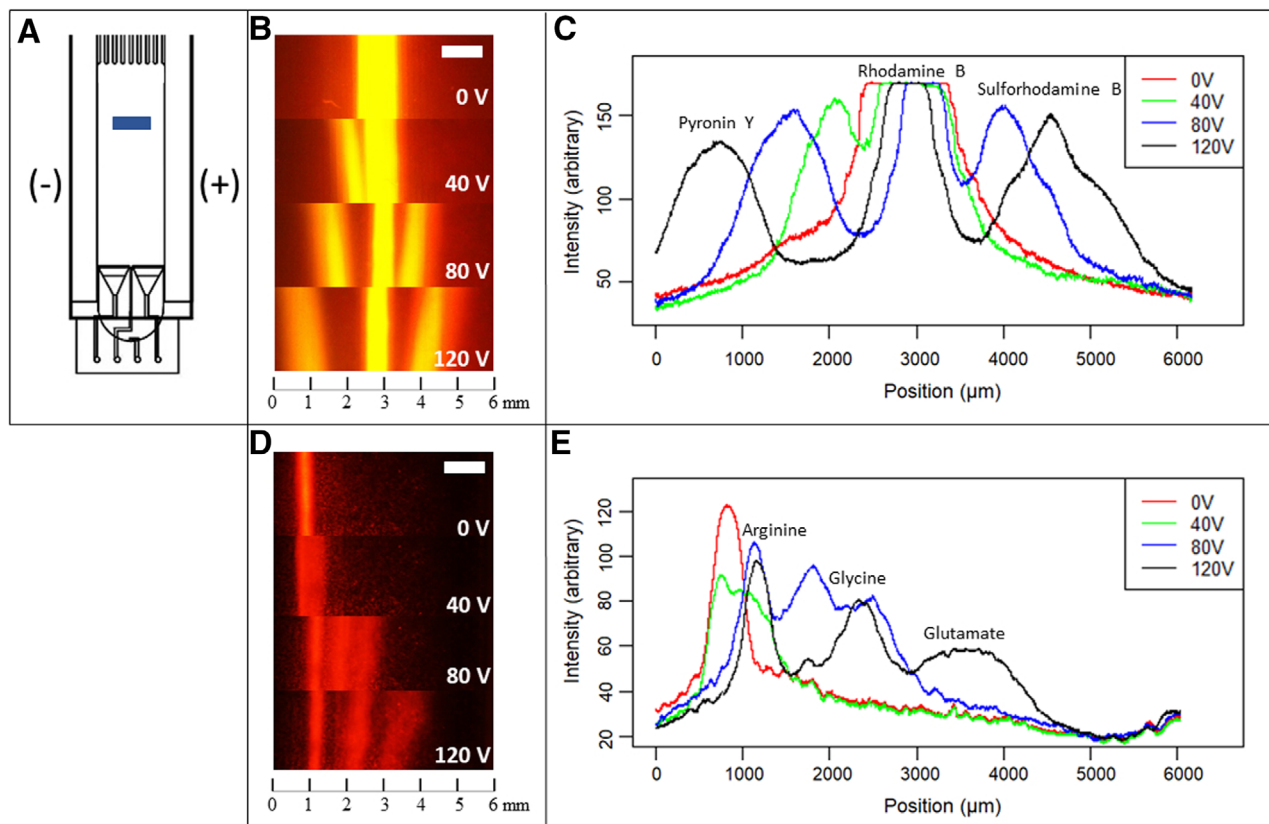 A
(-)
(+)
B
0 V
40 V
80 V
120 V
0 1 2 3 4 5 6 mm
C
Pyronin Y
Rhodamine B
Sulforhodamine B
0V
40V
80V
120V
Intensity (arbitrary)
50 100 150
0 1000 2000 3000 4000 5000 6000
Position (µm)
D
0 V
40 V
80 V
120 V
0 1 2 3 4 5 6 mm
E
Arginine
Glycine
Glutamate
0V
40V
80V
120V
Intensity (arbitrary)
20 40 60 80 100 120
0 1000 2000 3000 4000 5000 6000
Position (µm)